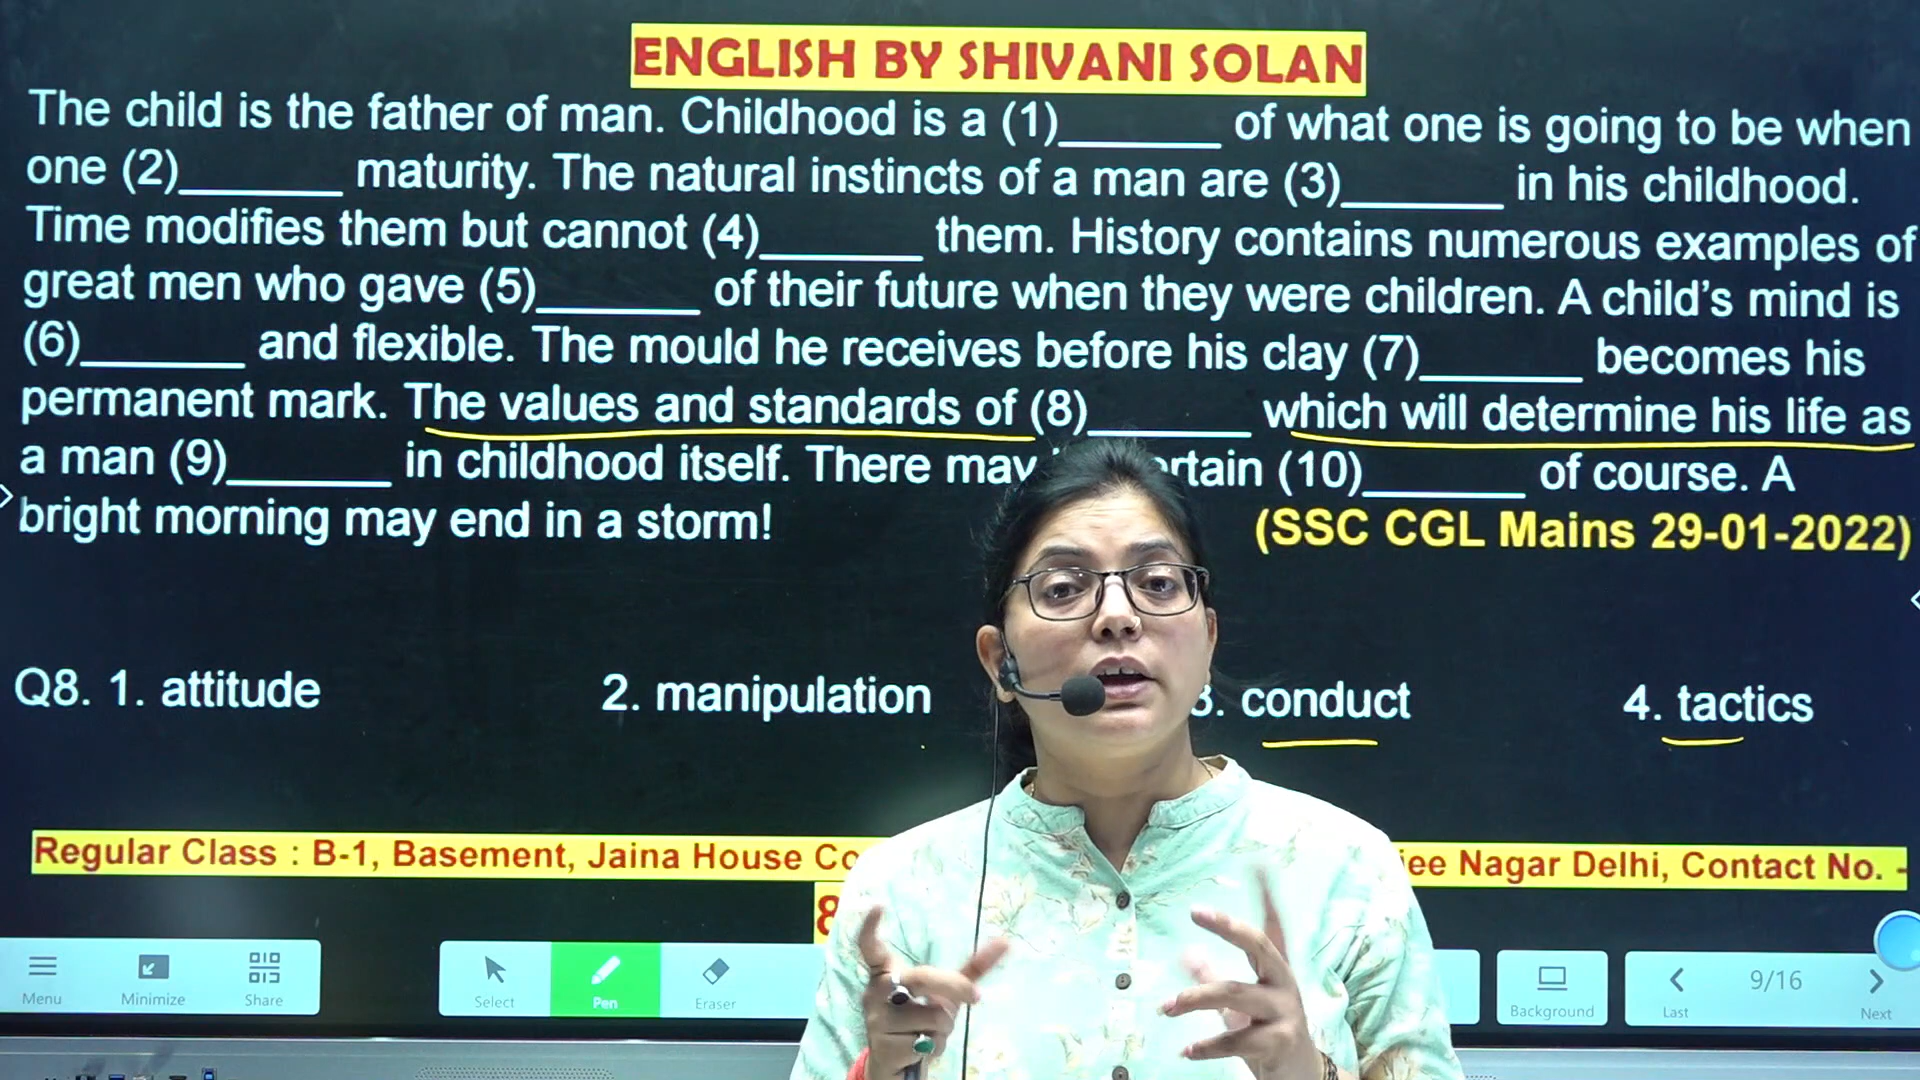 ENGLISH BY SHIVANI SOLAN
The child is the father of man. Childhood is a (1)_______ of what one is going to be when
one (2)_______ maturity. The natural instincts of a man are (3)_______ in his childhood.
Time modifies them but cannot (4)_______ them. History contains numerous examples of
great men who gave (5)_______ of their future when they were children. A child's mind is
(6)_______ and flexible. The mould he receives before his clay (7)_______ becomes his
permanent mark. The values and standards of (8)_______ which will determine his life as
a man (9)_______ in childhood itself. There may (10)_______ of course. A
bright morning may end in a storm!
(SSC CGL Mains 29-01-2022)
Q8. 1. attitude 2. manipulation 3. conduct 4. tactics
Regular Class : B-1, Basement, Jaina House Nagar Delhi, Contact No. -
8
Menu Minimize Share Select Pen Eraser Background Last 9/16 Next